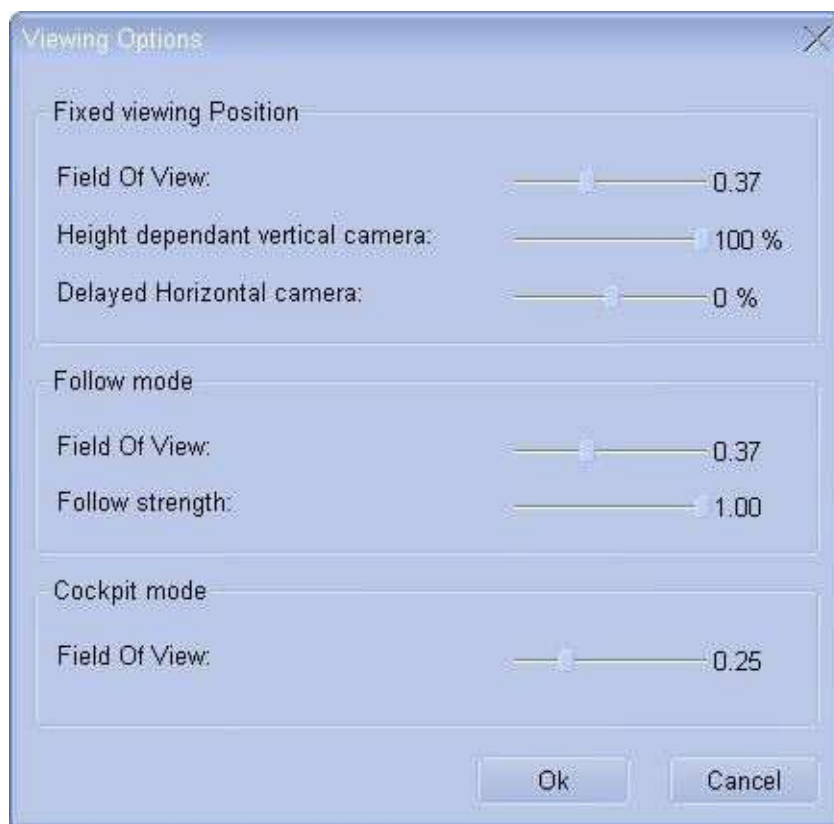 Viewing Options
Fixed viewing Position
Field Of View: 0.37
Height dependant vertical camera: 100 %
Delayed Horizontal camera: 0 %
Follow mode
Field Of View: 0.37
Follow strength: 1.00
Cockpit mode
Field Of View: 0.25
Ok Cancel